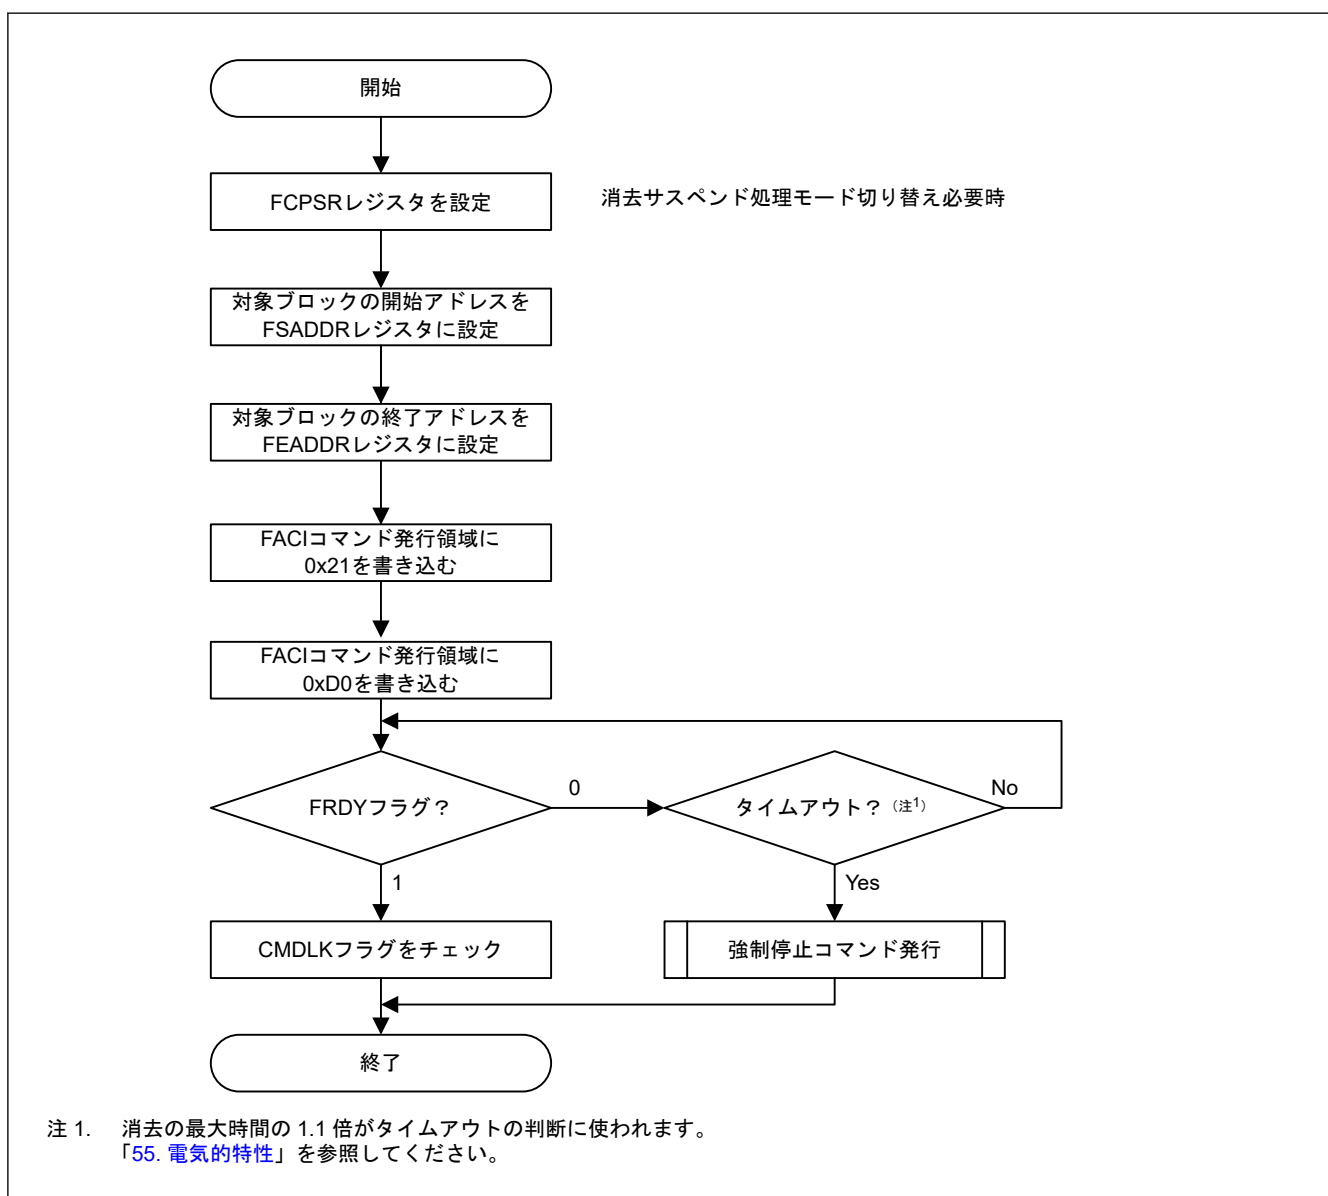 開始
FCPSRレジスタを設定
消去サスペンド処理モード切り替え必要時
対象ブロックの開始アドレスを
FSADDRレジスタに設定
対象ブロックの終了アドレスを
FEADDRレジスタに設定
FACIコマンド発行領域に
0x21を書き込む
FACIコマンド発行領域に
0xD0を書き込む
FRDYフラグ？
0
タイムアウト？（注1）
No
1
Yes
CMDLKフラグをチェック
強制停止コマンド発行
終了
注 1. 消去の最大時間の 1.1 倍がタイムアウトの判断に使われます。
「55. 電気的特性」を参照してください。